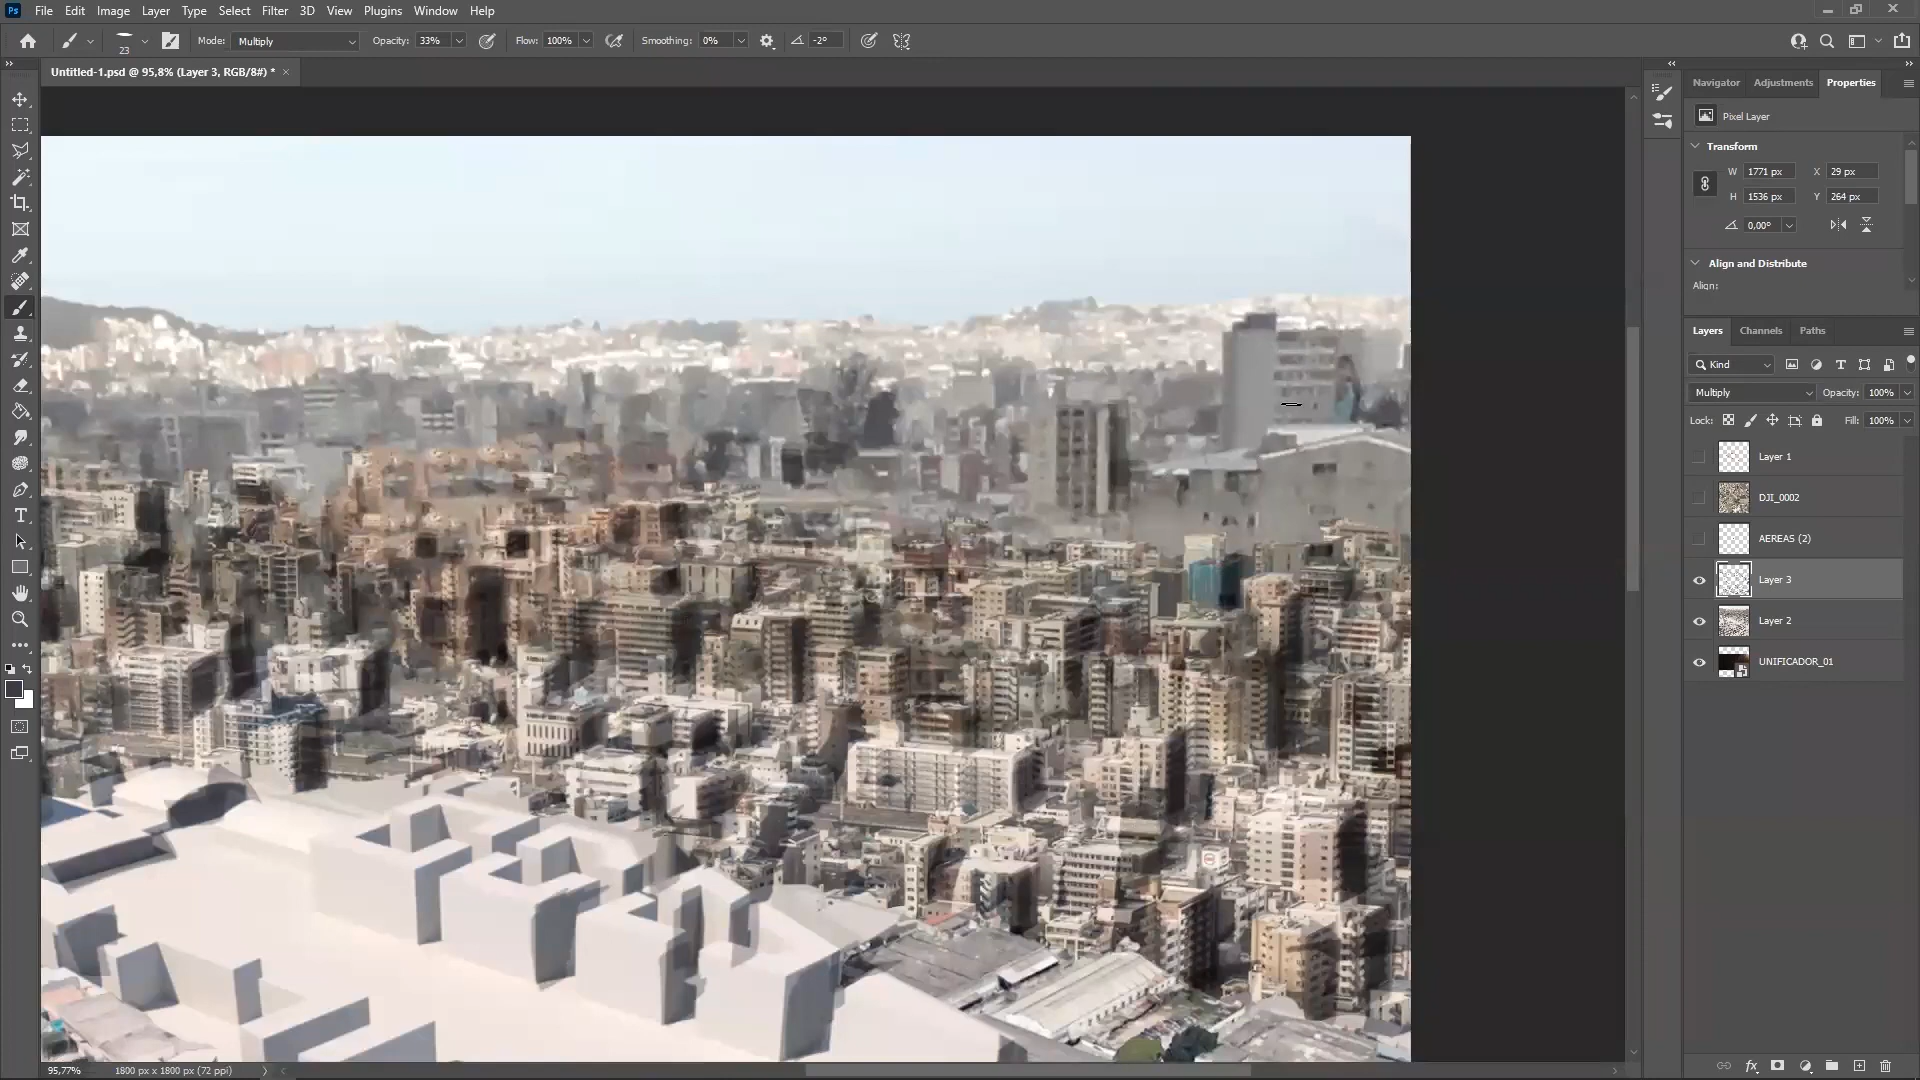 Ps File Edit Image Layer Type Select Filter 3D View Plugins Window Help
23 Mode: Multiply Opacity: 33% Flow: 100% Smoothing: 0% -2°
Untitled-1.psd @ 95,8% (Layer 3, RGB/8#) * ×
Navigator Adjustments Properties
Pixel Layer
Transform
W 1771 px X 29 px
H 1536 px Y 264 px
0,00°
Align and Distribute
Align:
Layers Channels Paths
Kind
Multiply Opacity: 100%
Lock: Fill: 100%
Layer 1
DJI_0002
AEREAS (2)
Layer 3
Layer 2
UNIFICADOR_01
95,77% 1800 px x 1800 px (72 ppi)
fx